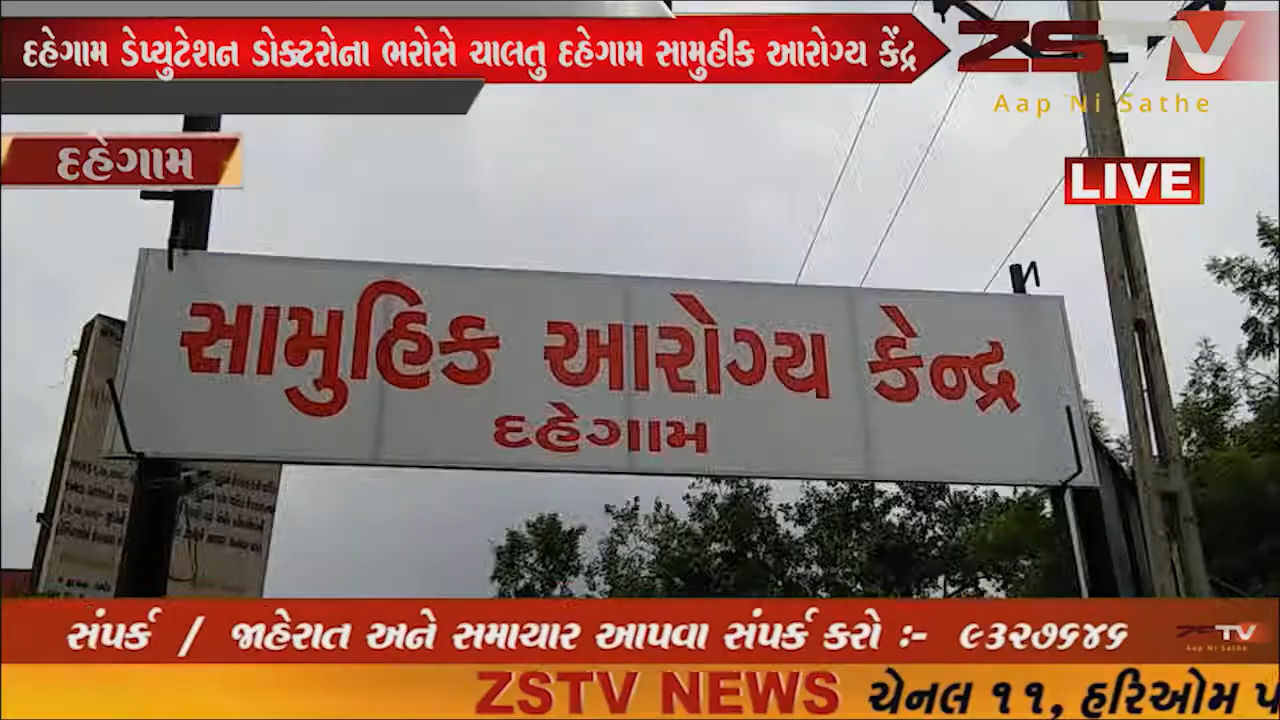 દહેગામ ડેપ્યુટેશન ડોક્ટરોના ભરોસે ચાલતુ દહેગામ સામુહીક આરોગ્ય કેંદ્ર
ZSTV
Aap Ni Sathe
દહેગામ
LIVE
સામુહિક આરોગ્ય કેન્દ્ર
દહેગામ
સંપર્ક / જાહેરાત અને સમાચાર આપવા સંપર્ક કરો :- ૯૩૨૭૬૪૬
ZSTV
Aap Ni Sathe
ZSTV NEWS ચેનલ ૧૧, હરિઓમ